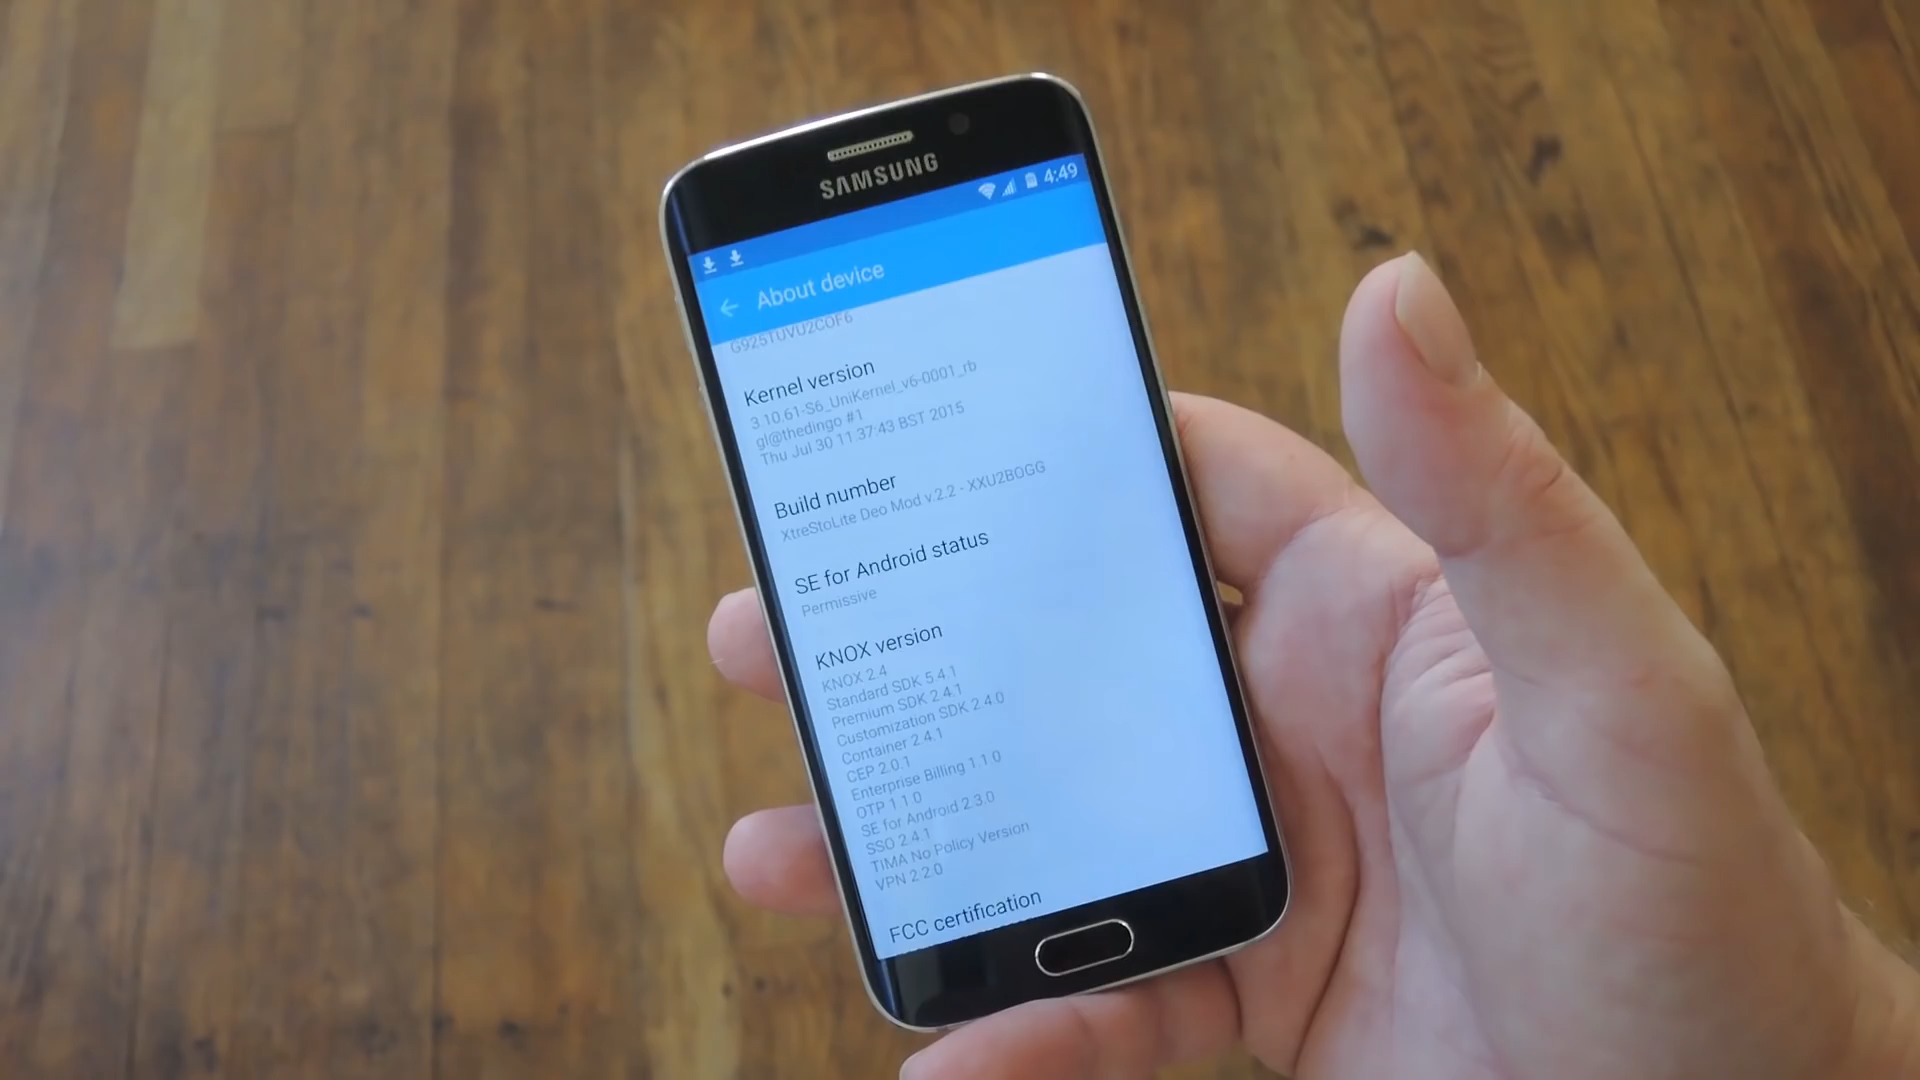 SAMSUNG
4:49
About device
G925TUVU2COF6
Kernel version
3.10.61-S6_UniKernel_v6-0001_rb
gl@thedingo #1
Thu Jul 30 11:37:43 BST 2015
Build number
XtreStoLite Deo Mod v.2.2 - XXU2BOGG
SE for Android status
Permissive
KNOX version
KNOX 2.4
Standard SDK 5.4.1
Premium SDK 2.4.1
Customization SDK 2.4.0
Container 2.4.1
CEP 2.0.1
Enterprise Billing 1.1.0
OTP 1.1.0
SE for Android 2.3.0
SSO 2.4.1
TIMA No Policy Version
VPN 2.2.0
FCC certification